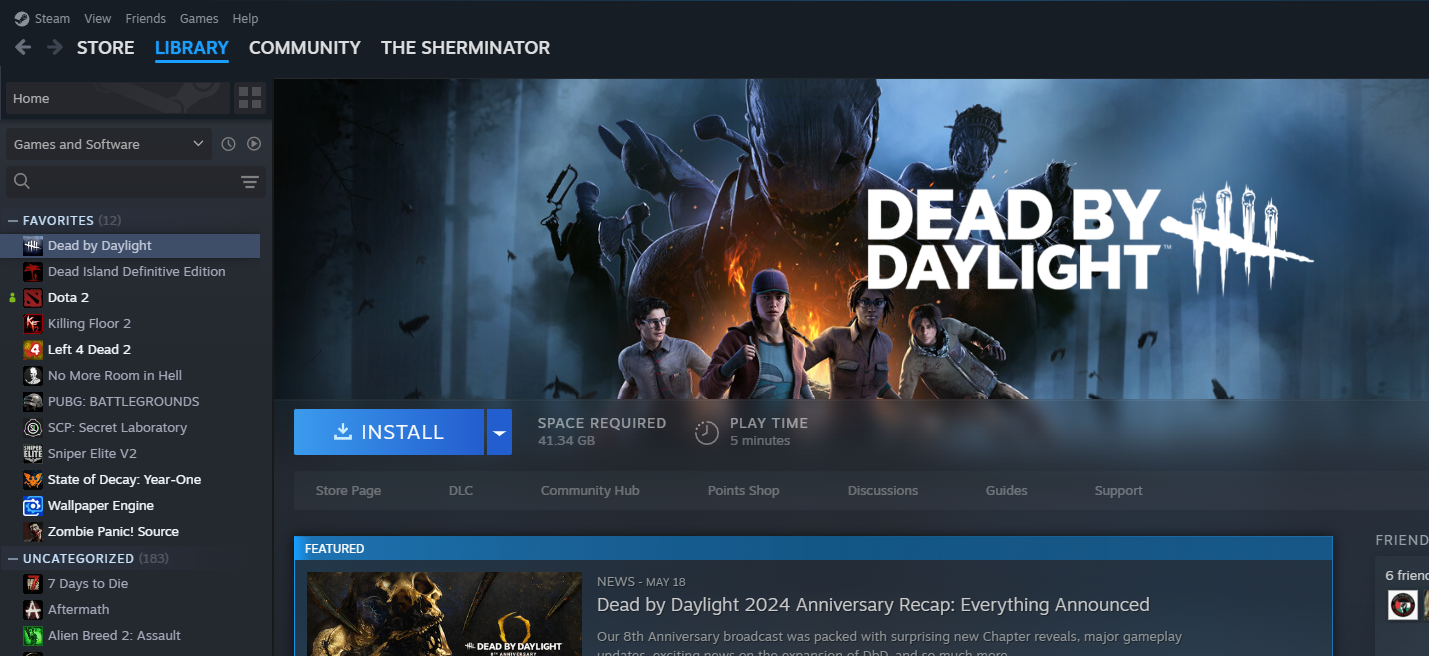 Steam View Friends Games Help
STORE LIBRARY COMMUNITY THE SHERMINATOR
Home
Games and Software
— FAVORITES (12)
Dead by Daylight
Dead Island Definitive Edition
Dota 2
Killing Floor 2
Left 4 Dead 2
No More Room in Hell
PUBG: BATTLEGROUNDS
SCP: Secret Laboratory
Sniper Elite V2
State of Decay: Year-One
Wallpaper Engine
Zombie Panic! Source
— UNCATEGORIZED (183)
7 Days to Die
Aftermath
Alien Breed 2: Assault
DEAD BY
DAYLIGHT™
INSTALL
SPACE REQUIRED
41.34 GB
PLAY TIME
5 minutes
Store Page DLC Community Hub Points Shop Discussions Guides Support
FEATURED
DEAD BY DAYLIGHT
8TH ANNIVERSARY
NEWS - MAY 18
Dead by Daylight 2024 Anniversary Recap: Everything Announced
Our 8th Anniversary broadcast was packed with surprising new Chapter reveals, major gameplay
updates, exciting news on the expansion of DbD, and so much more
FRIEND
6 frienc